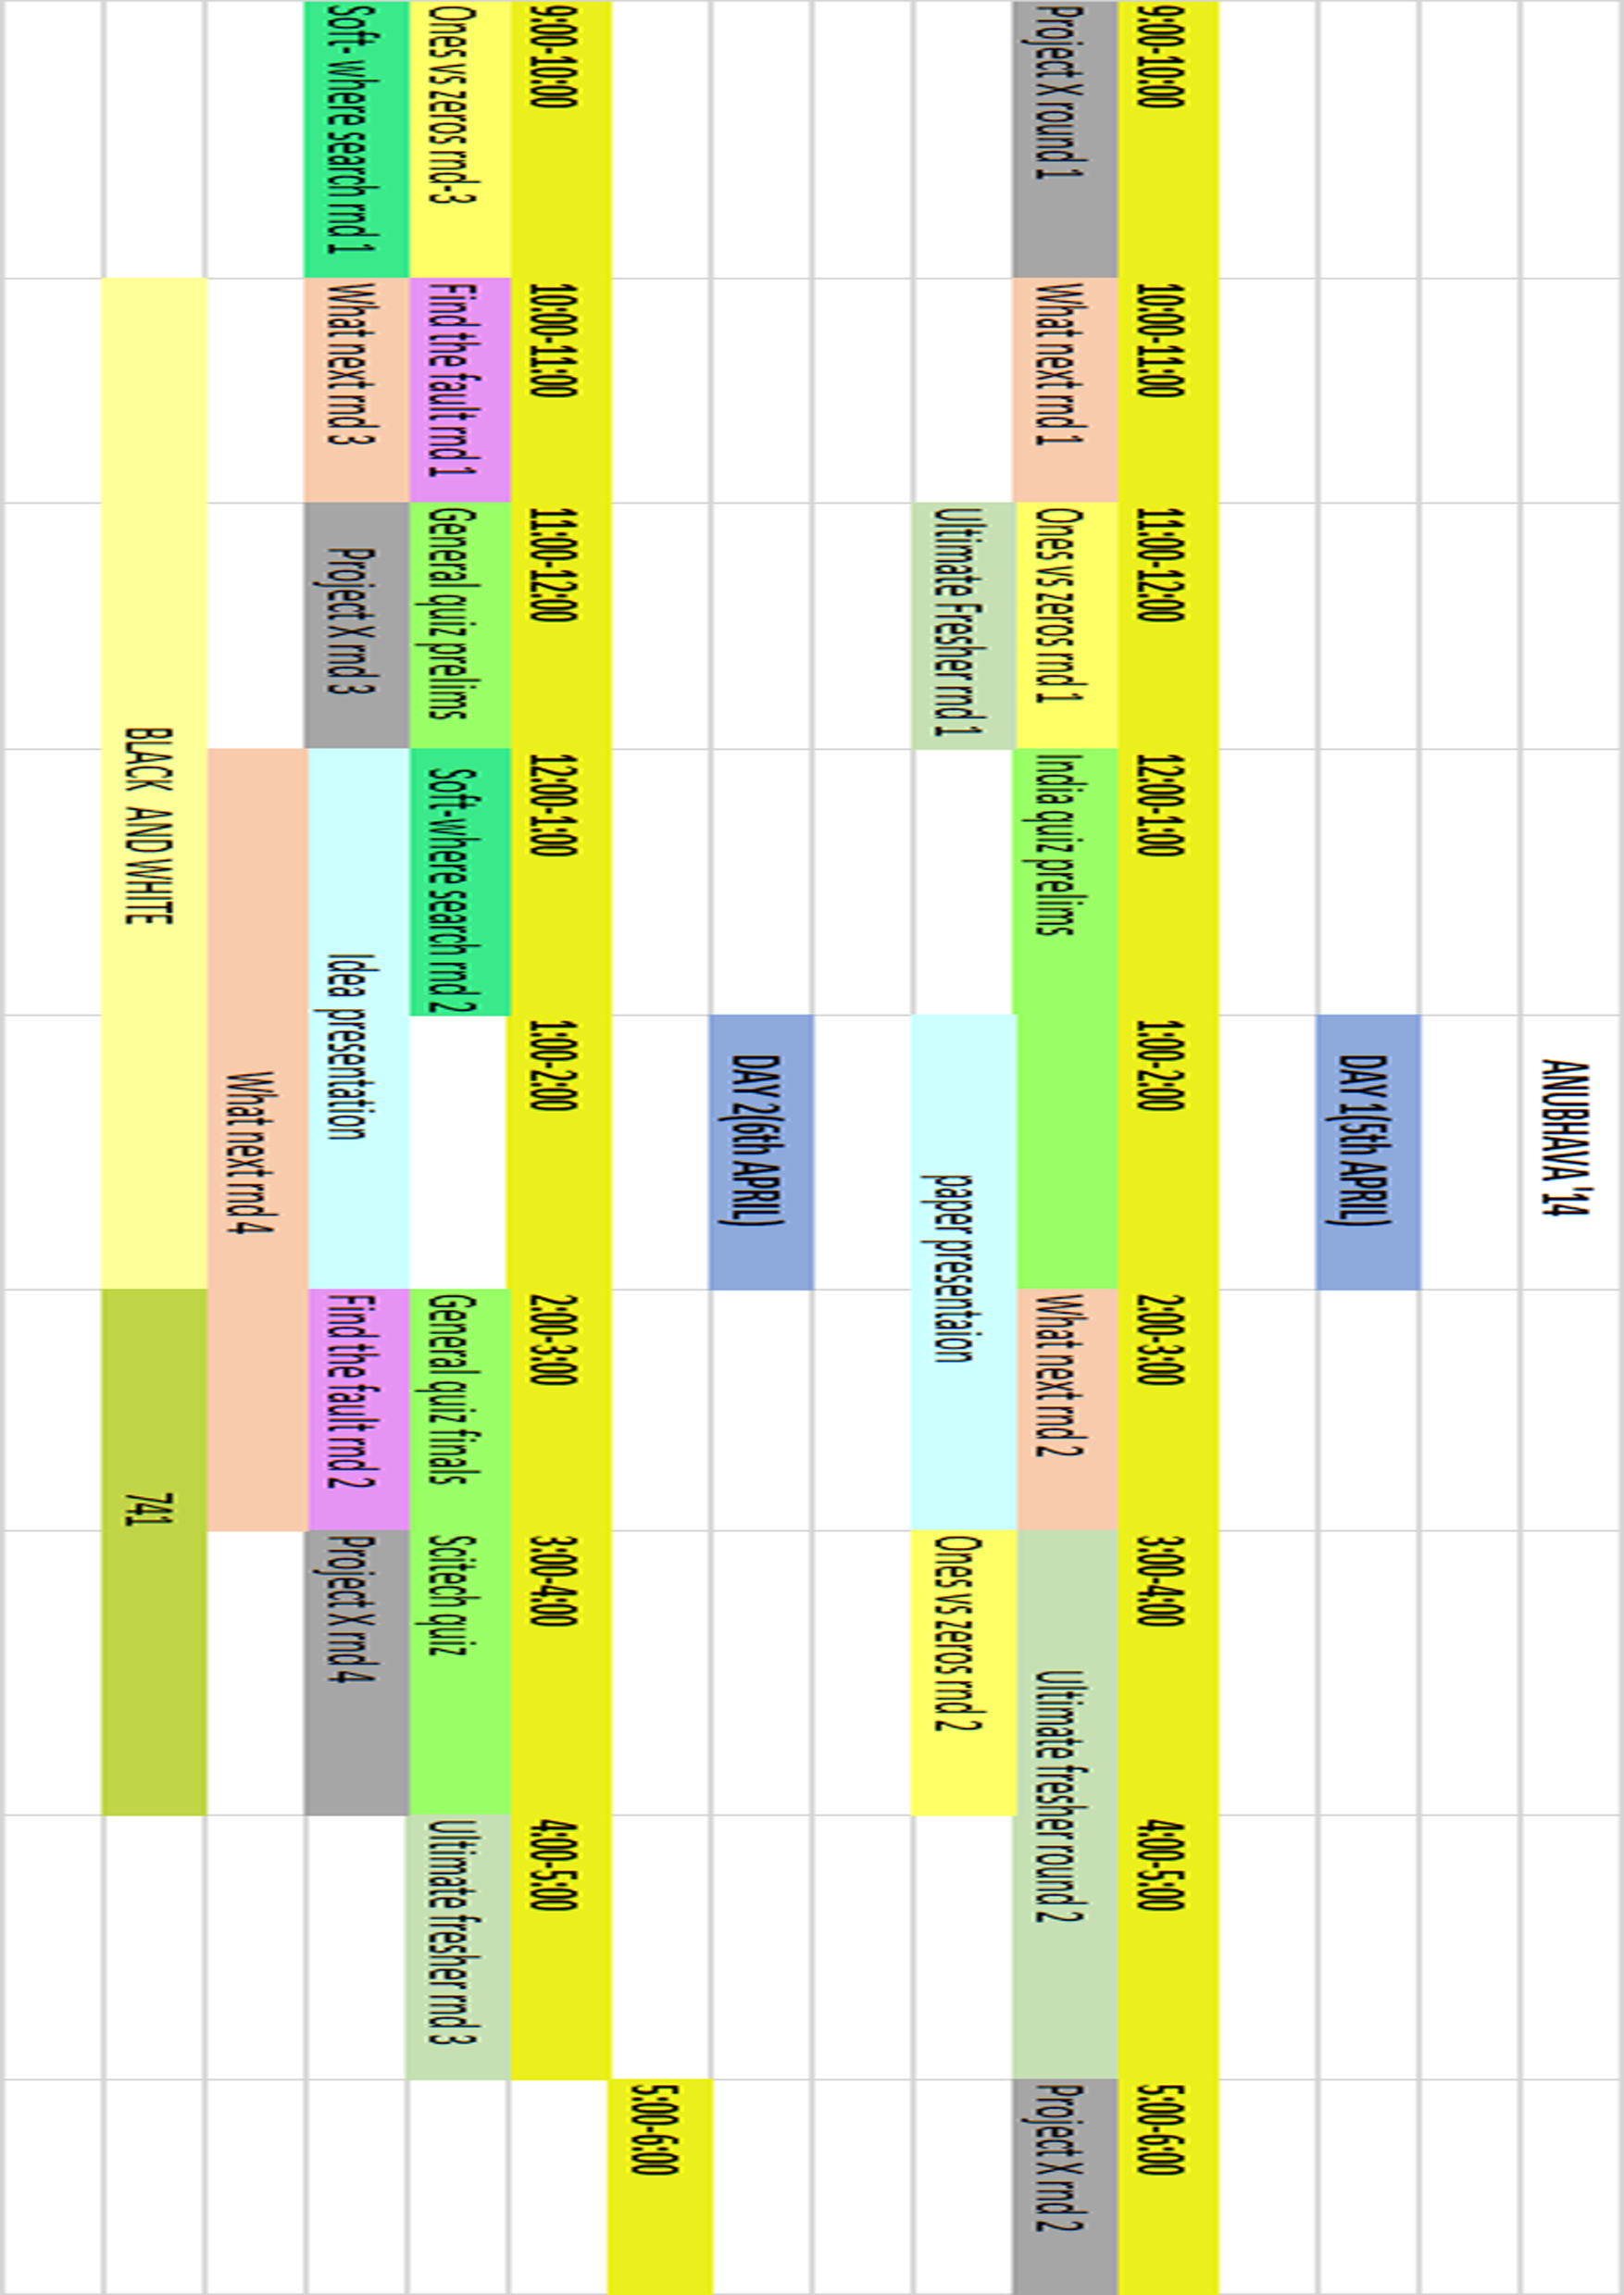 ANUBHAVA '14
DAY 1(5th APRIL)
9:00-10:00 10:00-11:00 11:00-12:00 12:00-1:00 1:00-2:00 2:00-3:00 3:00-4:00 4:00-5:00 5:00-6:00
Project X round 1 What next rnd 1 Ones vs zeros rnd 1 India quiz prelims What next rnd 2 Ultimate fresher round 2 Project X rnd 2
Ultimate Fresher rnd 1 paper presentaion Ones vs zeros rnd 2
DAY 2(6th APRIL)
5:00-6:00
9:00-10:00 10:00-11:00 11:00-12:00 12:00-1:00 1:00-2:00 2:00-3:00 3:00-4:00 4:00-5:00
Ones vs zeros rnd-3 Find the fault rnd 1 General quiz prelims Soft-where search rnd 2 General quiz finals Scitech quiz Ultimate fresher rnd 3
Soft- where search rnd 1 What next rnd 3 Project X rnd 3 Idea presentation Find the fault rnd 2 Project X rnd 4
What next rnd 4
BLACK AND WHITE 741